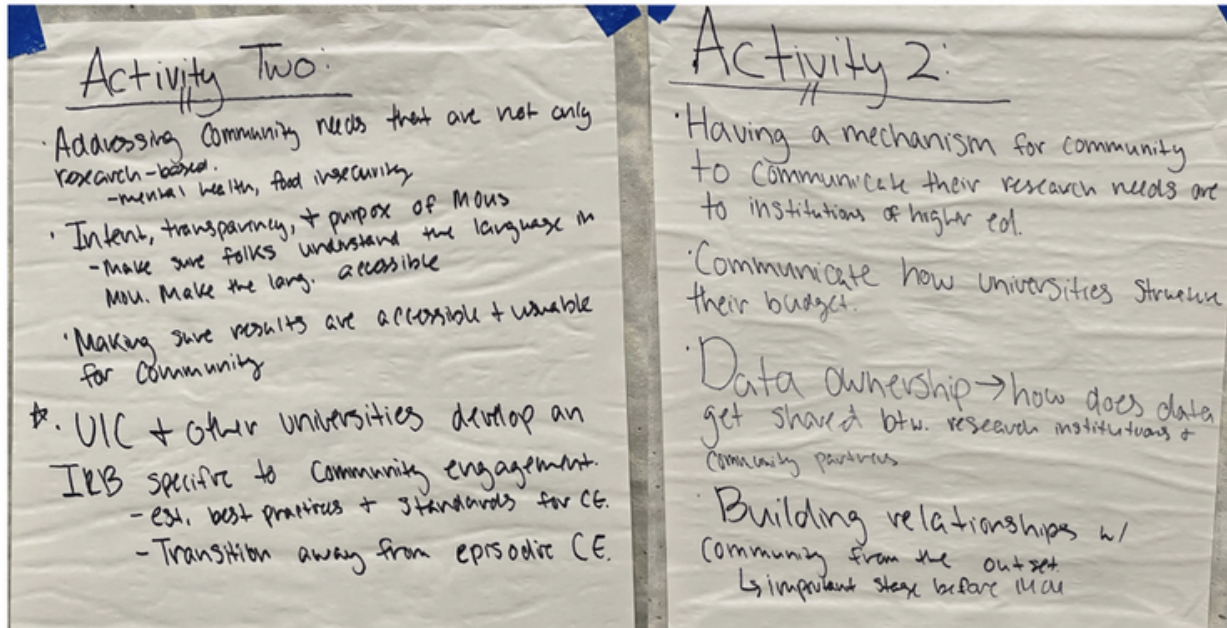 Activity Two:
· Addressing Community needs that are not only
research-based.
- mental health, food insecurity
· Intent, transparency, + purpose of MOUs
- Make sure folks understand the language in
MOU. Make the lang. accessible
· Making sure results are accessible + usuable
for community
☆· UIC + other universities develop an
IRB specific to community engagement.
- est. best practices + standards for CE.
- Transition away from episodic CE.
Activity 2:
· Having a mechanism for community
to communicate their research needs are
to institutions of higher ed.
· Communicate how universities structure
their budget.
· Data ownership → how does data
get shared btw. research institutions +
community partners
· Building relationships w/
community from the outset
↳ important stage before MOU